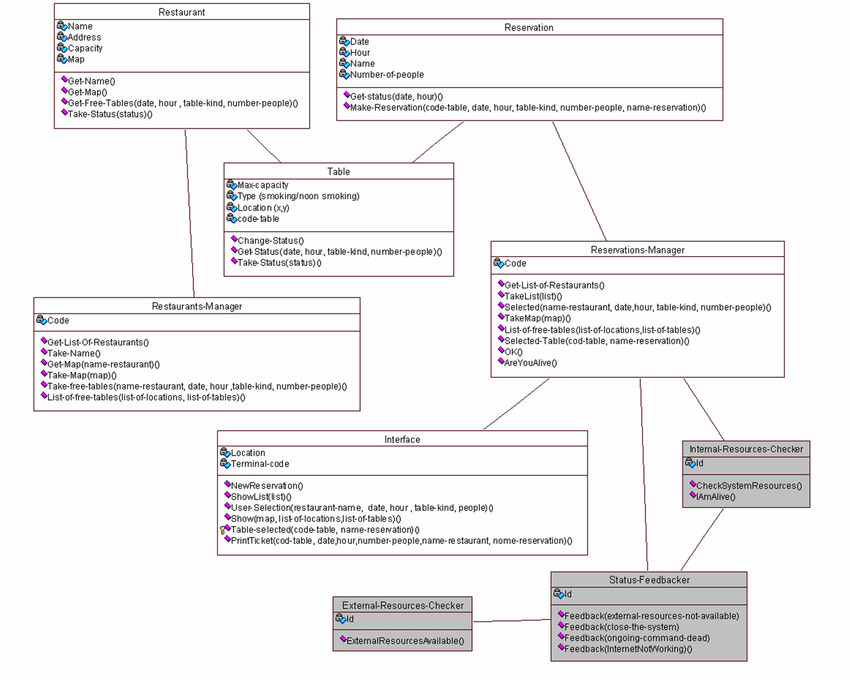 Restaurant
Name
Address
Capacity
Map
Get-Name()
Get-Map()
Get-Free-Tables(date, hour , table-kind, number-people)()
Take-Status(status)()
Reservation
Date
Hour
Name
Number-of-people
Get-status(date, hour)()
Make-Reservation(code-table, date, hour, table-kind, number-people, name-reservation)()
Table
Max-capacity
Type (smoking/noon smoking)
Location (x,y)
code-table
Change-Status()
Get-Status(date, hour, table-kind, number-people)()
Take-Status(status)()
Reservations-Manager
Code
Get-List-of-Restaurants()
TakeList(list)()
Selected(name-restaurant, date,hour, table-kind, number-people)()
TakeMap(map)()
List-of-free-tables(list-of-locations,list-of-tables)()
Selected-Table(cod-table, name-reservation)()
OK()
AreYouAlive()
Restaurants-Manager
Code
Get-List-Of-Restaurants()
Take-Name()
Get-Map(name-restaurant)()
Take-Map(map)()
Take-free-tables(name-restaurant, date, hour ,table-kind, number-people)()
List-of-free-tables(list-of-locations, list-of-tables)()
Interface
Location
Terminal-code
NewReservation()
ShowList(list)()
User-Selection(restaurant-name, date, hour , table-kind, people)()
Show(map, list-of-locations,list-of-tables)()
Table-selected(code-table, name-reservation)()
PrintTicket(cod-table, date,hour,number-people,name-restaurant, nome-reservation)()
Internal-Resources-Checker
Id
CheckSystemResources()
IAmAlive()
Status-Feedbacker
Id
Feedback(external-resources-not-available)
Feedback(close-the-system)
Feedback(ongoing-command-dead)
Feedback(InternetNotWorking)()
External-Resources-Checker
Id
ExternalResourcesAvailable()